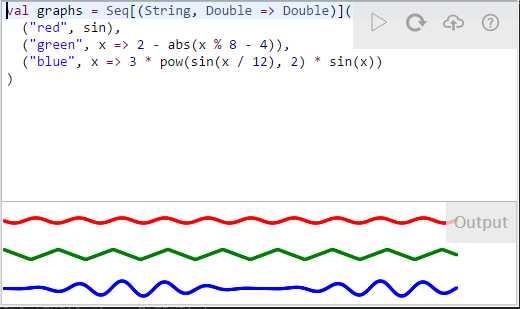 val graphs = Seq[(String, Double => Double)](
  ("red", sin),
  ("green", x => 2 - abs(x % 8 - 4)),
  ("blue", x => 3 * pow(sin(x / 12), 2) * sin(x))
)
Output